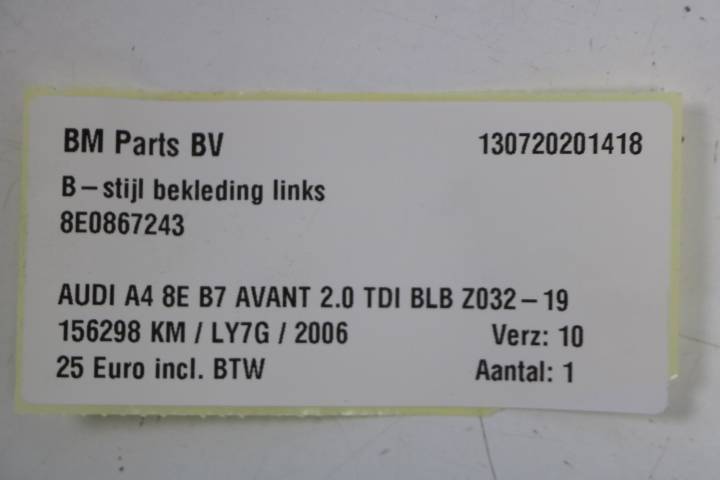 BM Parts BV 130720201418
B-stijl bekleding links
8E0867243
AUDI A4 8E B7 AVANT 2.0 TDI BLB Z032-19
156298 KM / LY7G / 2006 Verz: 10
25 Euro incl. BTW Aantal: 1